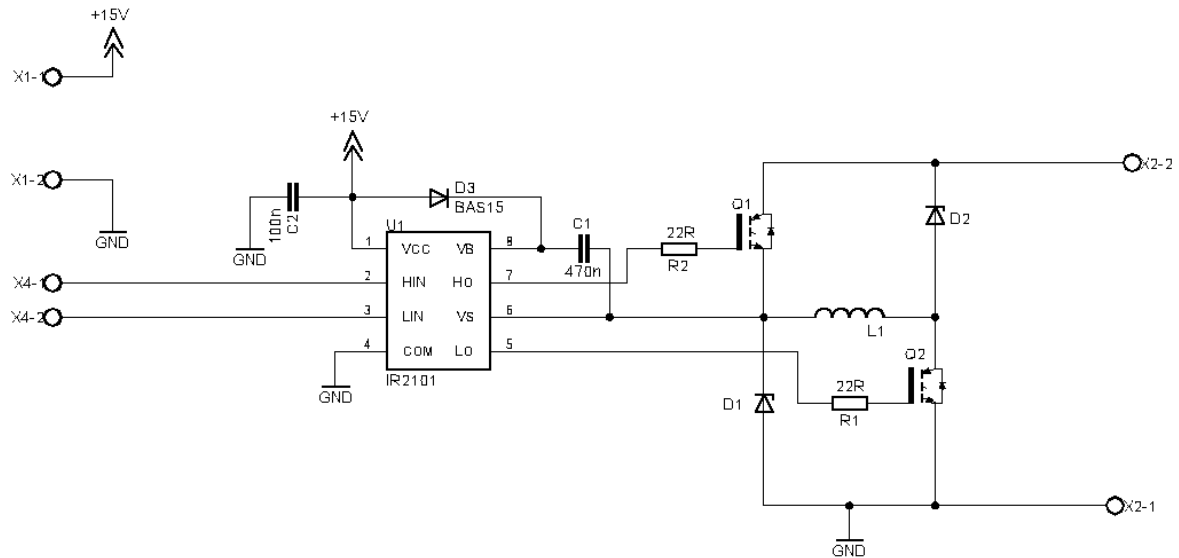 +15V
X1-1
X1-2
GND
+15V
100n
C2
GND
D3
BAS15
U1
1 VCC VB 8
2 HIN HO 7
3 LIN VS 6
4 COM LO 5
IR2101
X4-1
X4-2
GND
C1
470n
22R
R2
Q1
D2
X2-2
L1
Q2
D1
22R
R1
GND
X2-1